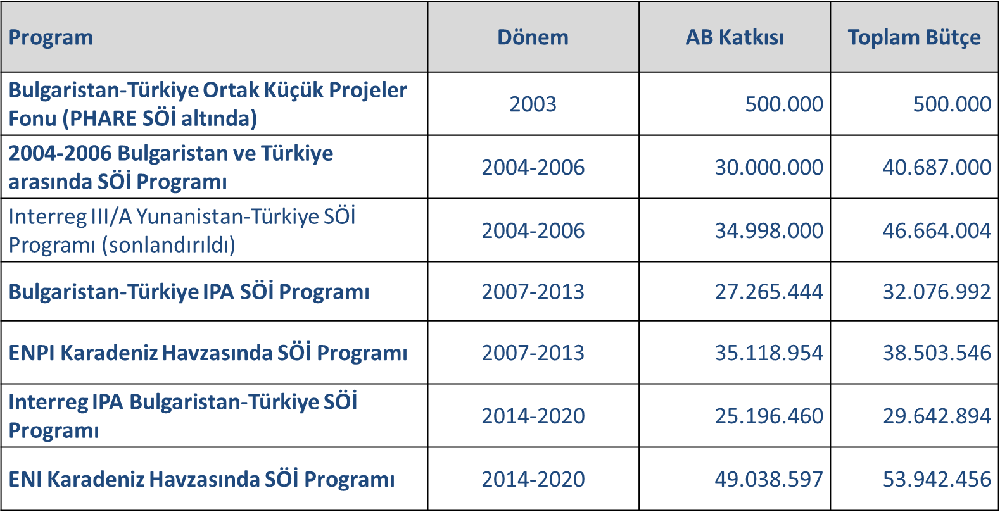 Program Dönem AB Katkısı Toplam Bütçe
Bulgaristan-Türkiye Ortak Küçük Projeler
Fonu (PHARE SÖİ altında) 2003 500.000 500.000
2004-2006 Bulgaristan ve Türkiye
arasında SÖİ Programı 2004-2006 30.000.000 40.687.000
Interreg III/A Yunanistan-Türkiye SÖİ
Programı (sonlandırıldı) 2004-2006 34.998.000 46.664.004
Bulgaristan-Türkiye IPA SÖİ Programı 2007-2013 27.265.444 32.076.992
ENPI Karadeniz Havzasında SÖİ Programı 2007-2013 35.118.954 38.503.546
Interreg IPA Bulgaristan-Türkiye SÖİ
Programı 2014-2020 25.196.460 29.642.894
ENI Karadeniz Havzasında SÖİ Programı 2014-2020 49.038.597 53.942.456